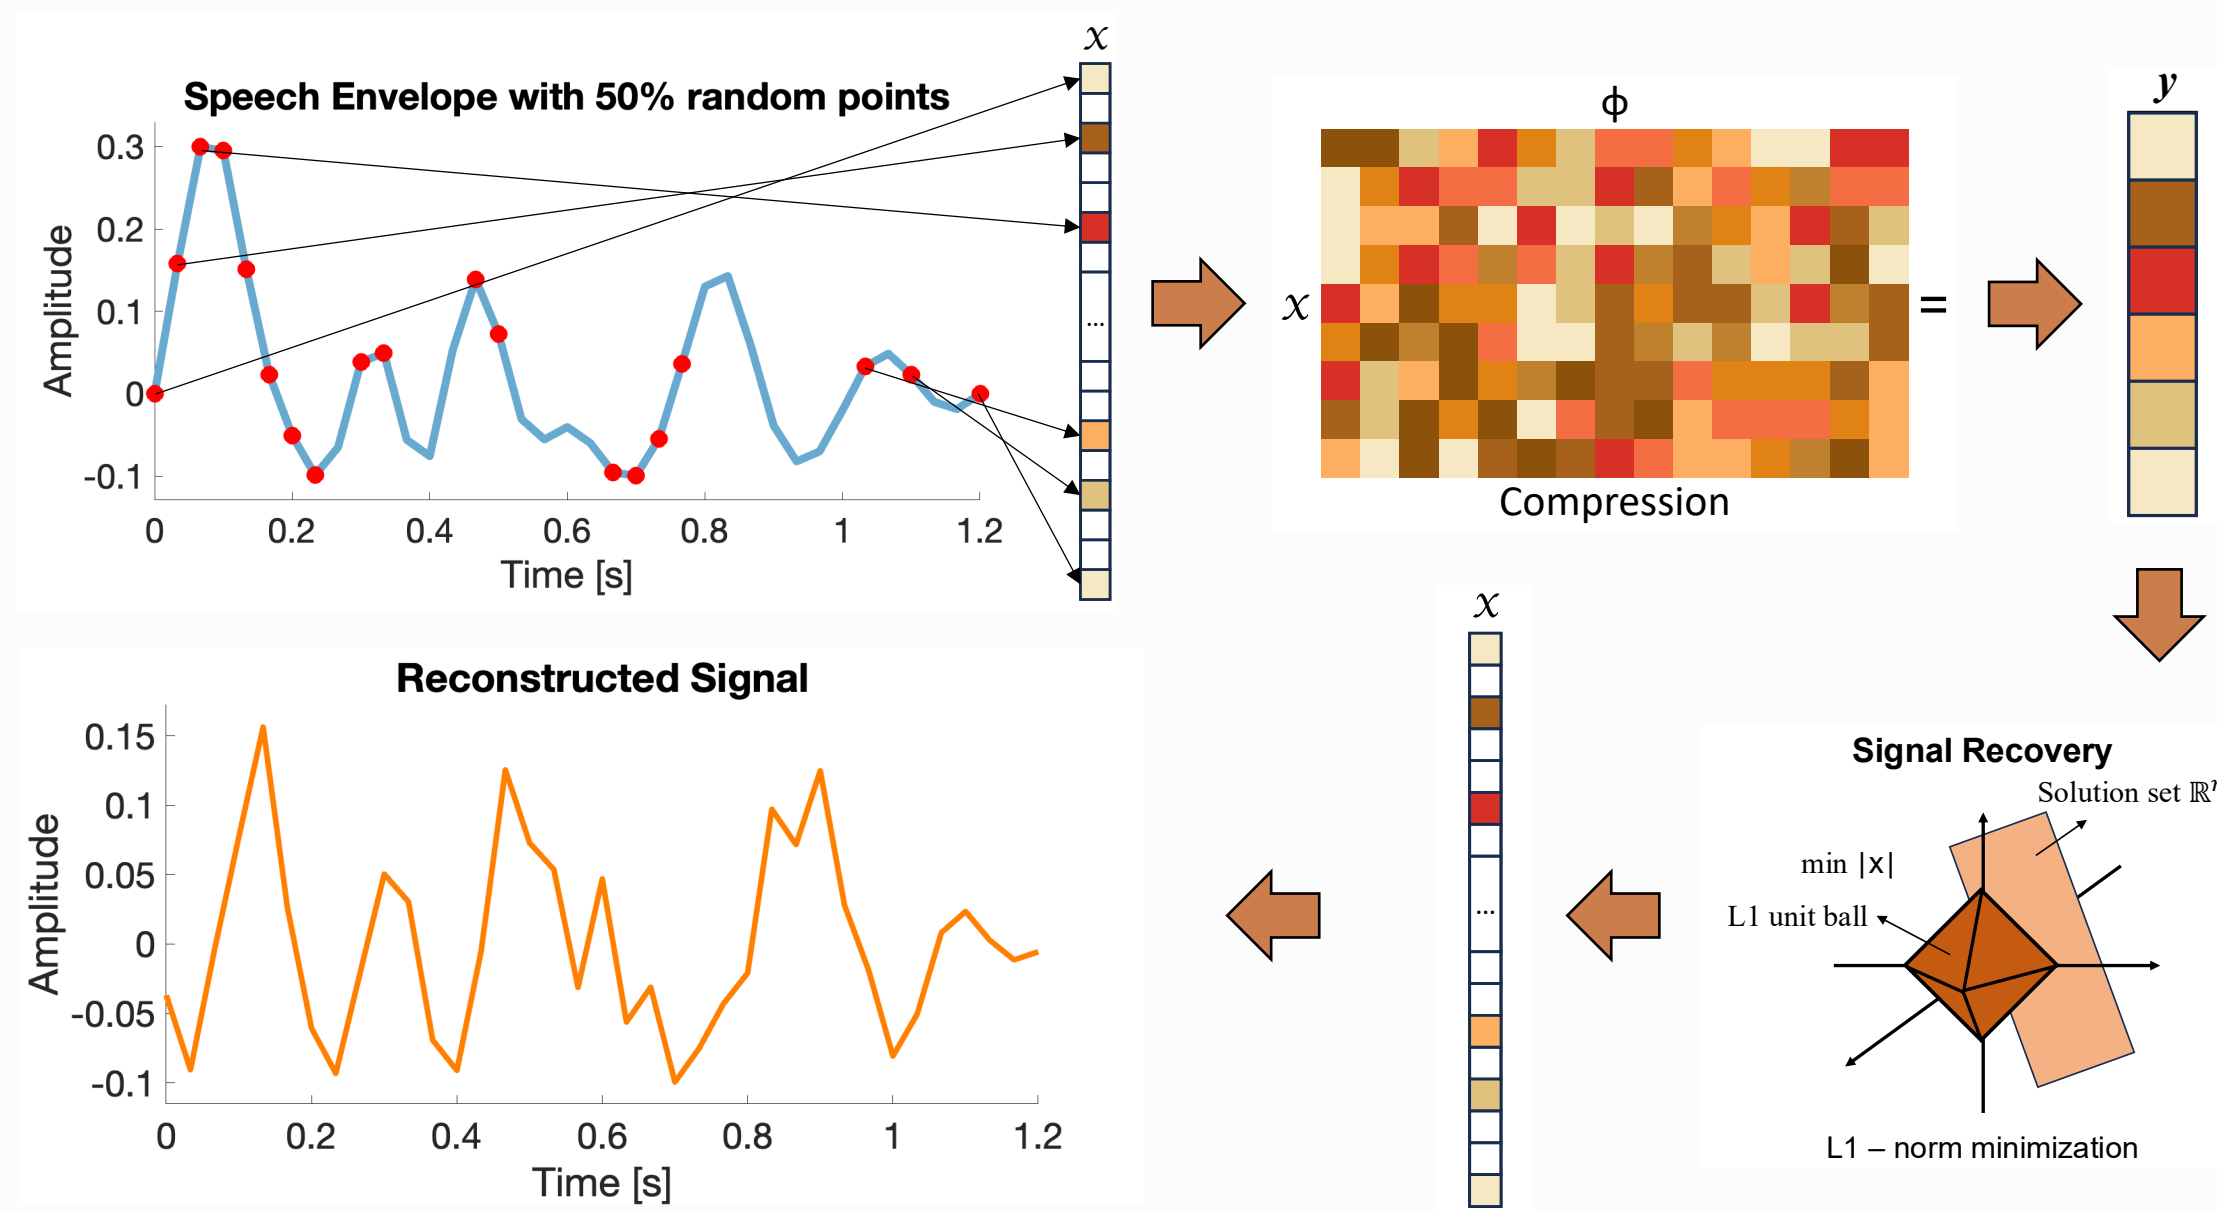 x
Speech Envelope with 50% random points
Amplitude
0.3
0.2
0.1
0
-0.1
0 0.2 0.4 0.6 0.8 1 1.2
Time [s]
...
ϕ
x
=
Compression
y
Signal Recovery
Solution set ℝ
min |x|
L1 unit ball
L1 – norm minimization
x
...
Reconstructed Signal
Amplitude
0.15
0.1
0.05
0
-0.05
-0.1
0 0.2 0.4 0.6 0.8 1 1.2
Time [s]